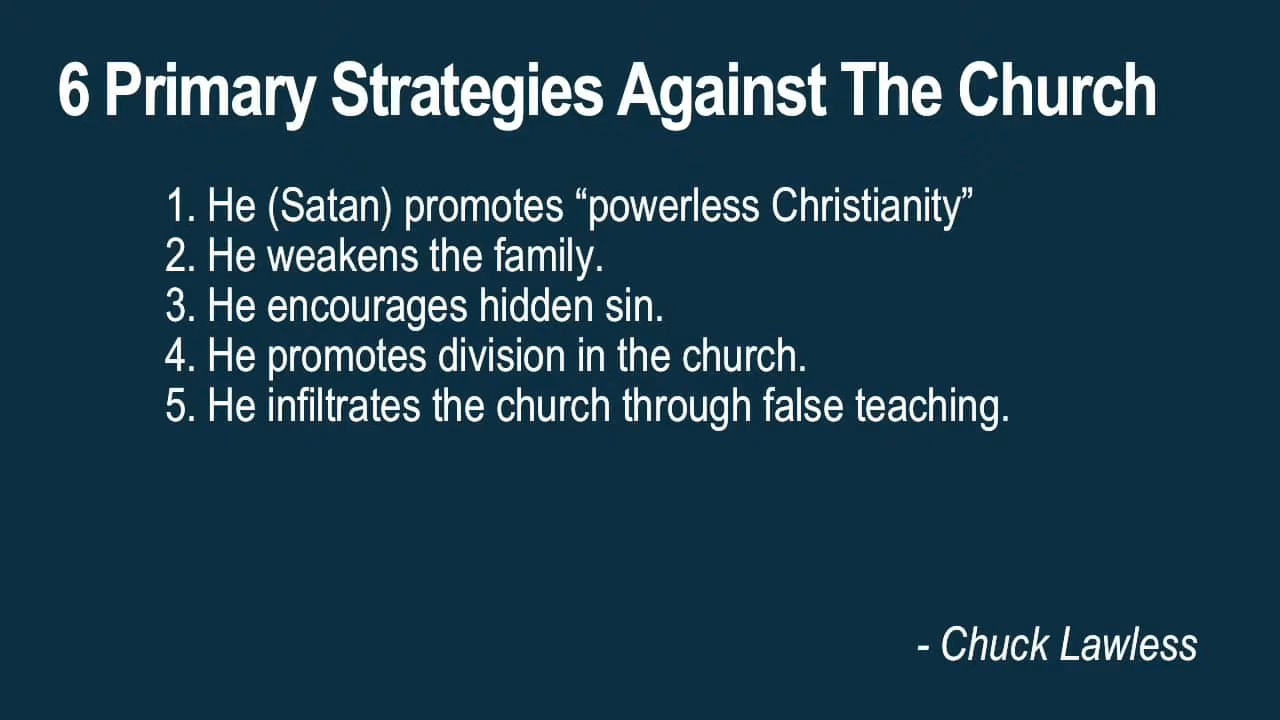 6 Primary Strategies Against The Church
1. He (Satan) promotes “powerless Christianity”
2. He weakens the family.
3. He encourages hidden sin.
4. He promotes division in the church.
5. He infiltrates the church through false teaching.
- Chuck Lawless